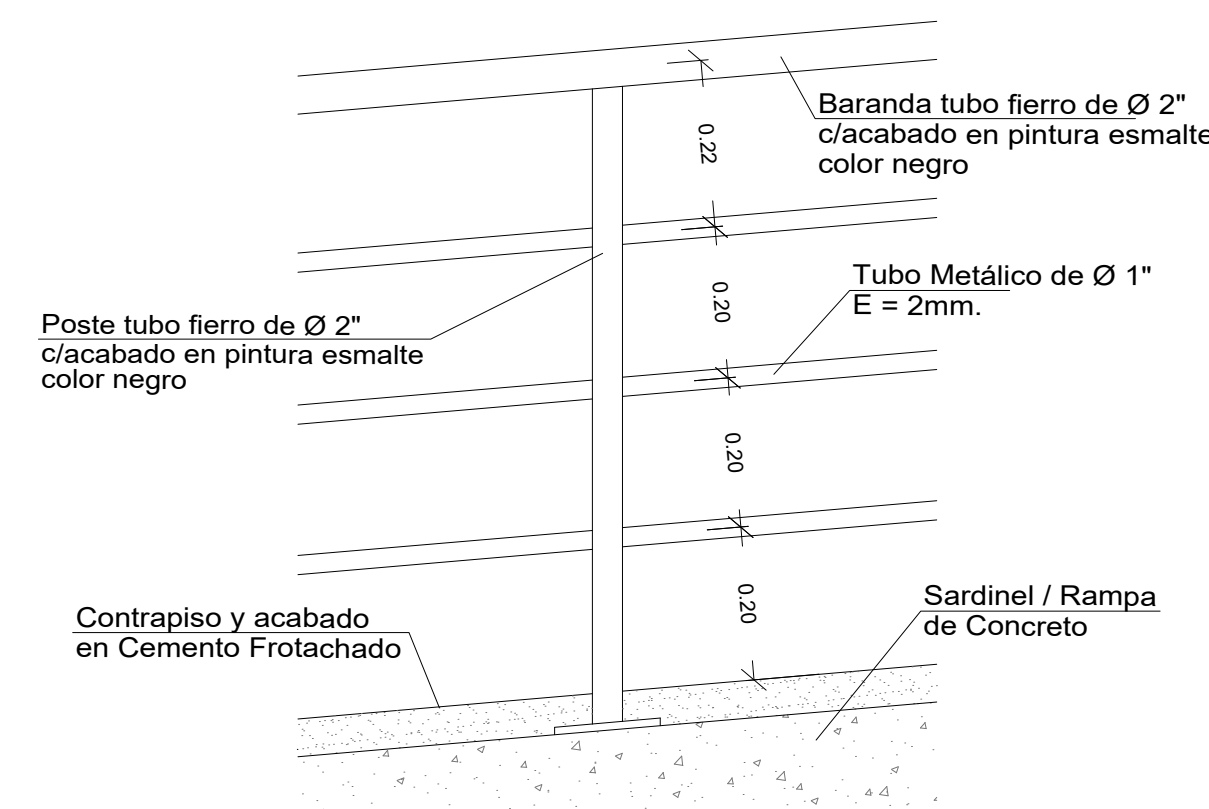 Baranda tubo fierro de Ø 2"
c/acabado en pintura esmalte
color negro
0.22
Tubo Metálico de Ø 1"
E = 2mm.
0.20
Poste tubo fierro de Ø 2"
c/acabado en pintura esmalte
color negro
0.20
0.20
Contrapiso y acabado
en Cemento Frotachado
Sardinel / Rampa
de Concreto